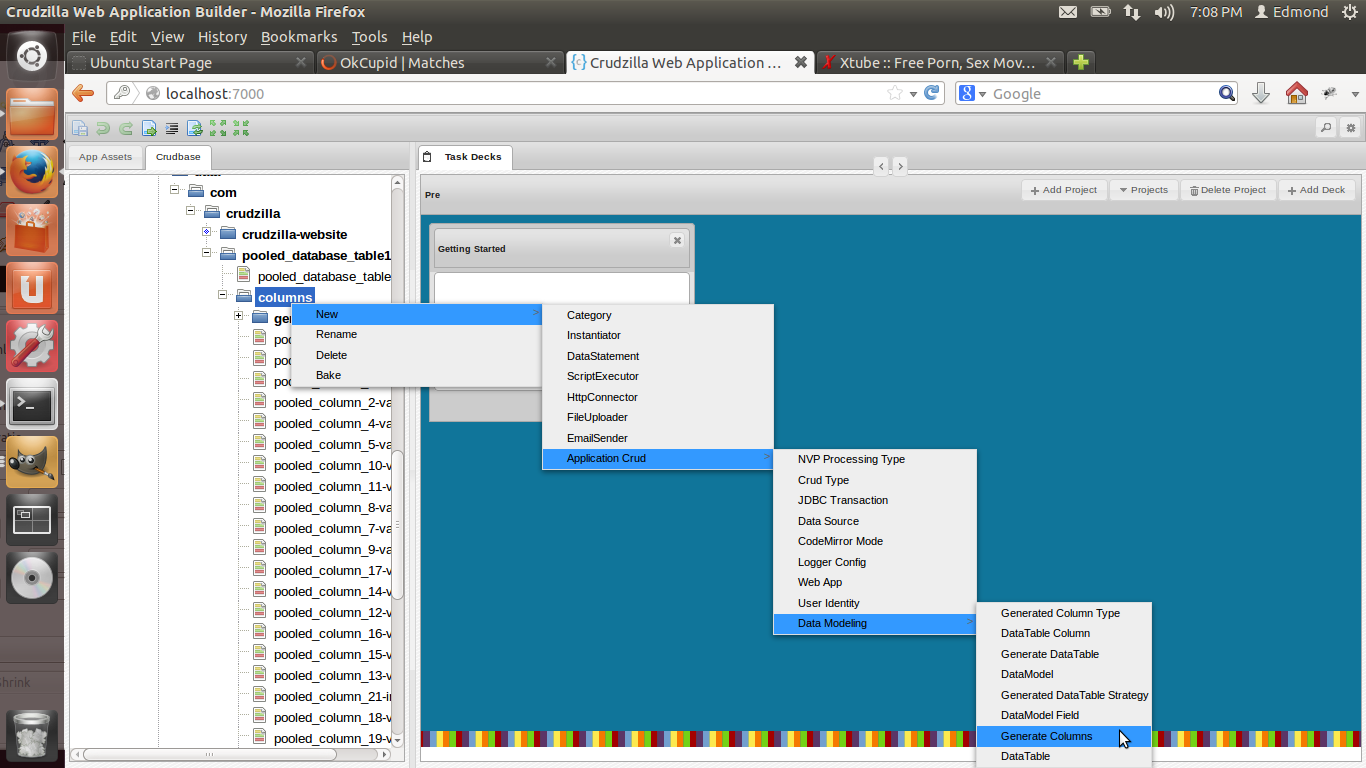 Crudzilla Web Application Builder - Mozilla Firefox
7:08 PM Edmond
File Edit View History Bookmarks Tools Help
Ubuntu Start Page
OkCupid | Matches
{c} Crudzilla Web Application ...
Xtube :: Free Porn, Sex Mov...
localhost:7000
Google
App Assets
Crudbase
Task Decks
com
crudzilla
crudzilla-website
pooled_database_table1
pooled_database_table
columns
pooled_column_2-va
pooled_column_4-va
pooled_column_5-va
pooled_column_10-v
pooled_column_11-v
pooled_column_8-va
pooled_column_7-va
pooled_column_9-va
pooled_column_17-v
pooled_column_14-v
pooled_column_12-v
pooled_column_16-v
pooled_column_15-v
pooled_column_13-v
pooled_column_21-i
pooled_column_18-v
pooled_column_19-v
Pre
+ Add Project
Projects
Delete Project
+ Add Deck
Getting Started
New
Rename
Delete
Bake
Category
Instantiator
DataStatement
ScriptExecutor
HttpConnector
FileUploader
EmailSender
Application Crud
NVP Processing Type
Crud Type
JDBC Transaction
Data Source
CodeMirror Mode
Logger Config
Web App
User Identity
Data Modeling
Generated Column Type
DataTable Column
Generate DataTable
DataModel
Generated DataTable Strategy
DataModel Field
Generate Columns
DataTable